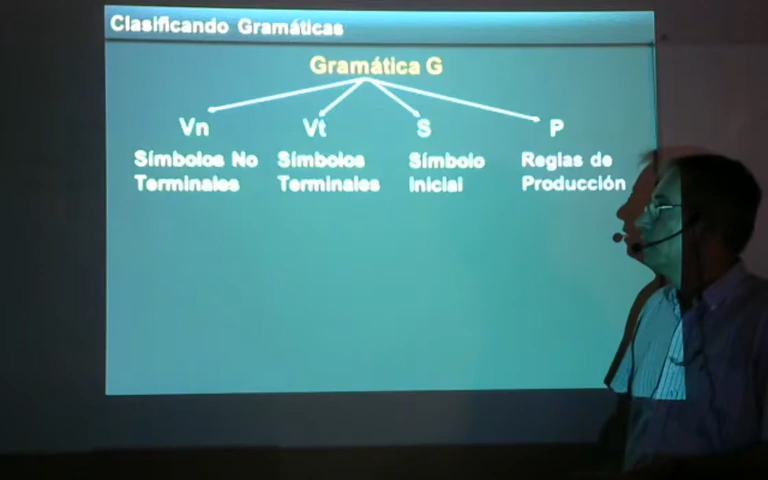 Clasificando Gramáticas
Gramática G
Vn Vt S P
Símbolos No Símbolos Símbolo Reglas de
Terminales Terminales Inicial Producción